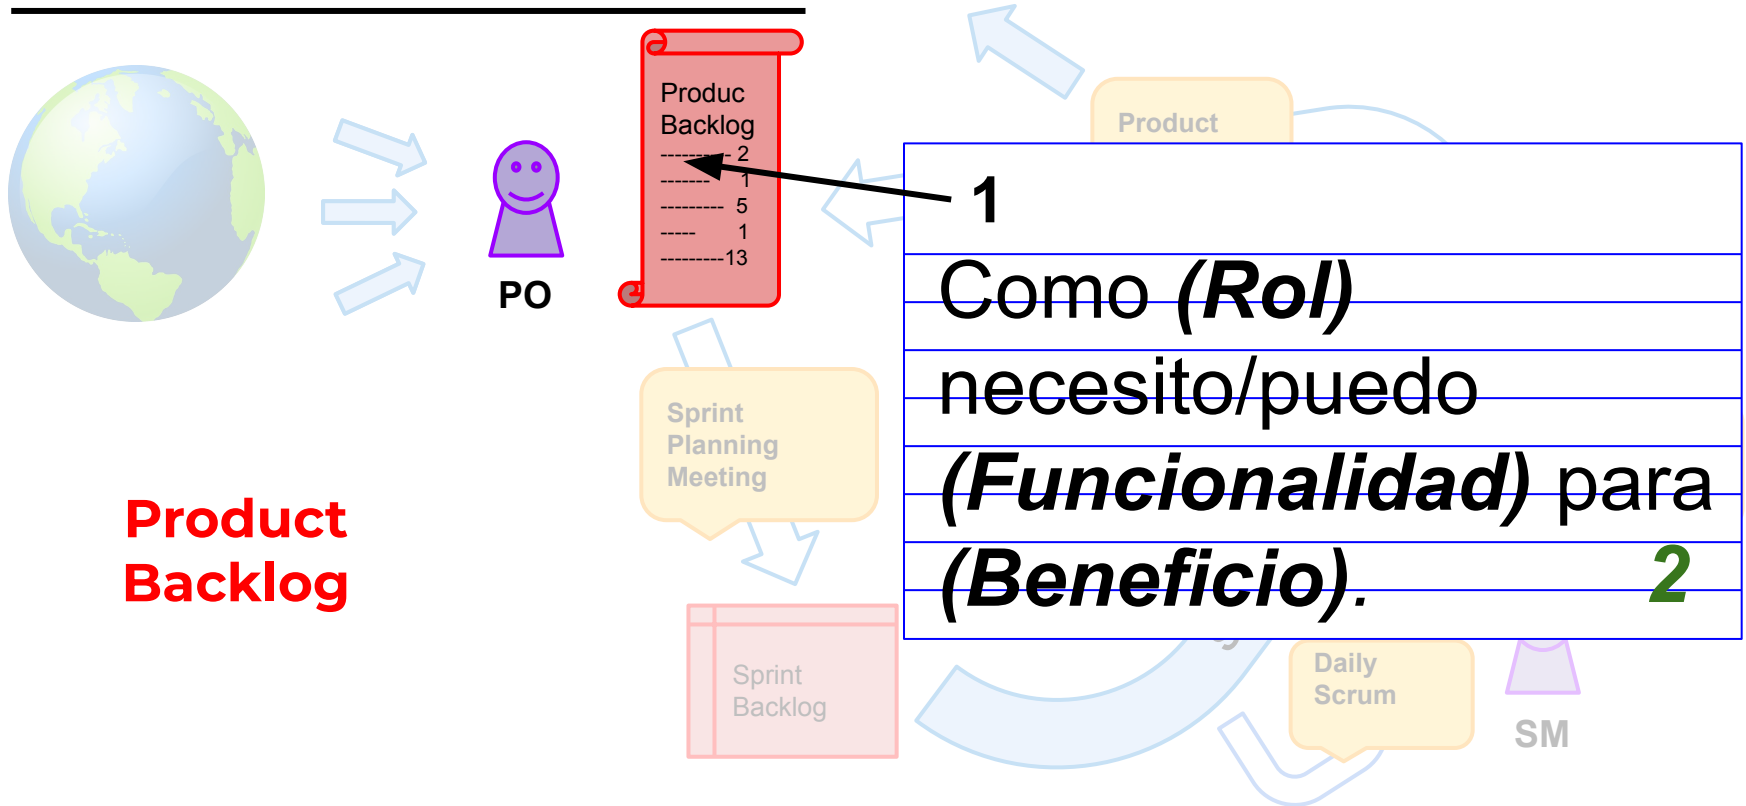 Produc
Backlog
----------- 2
------- 1
---------- 5
----- 1
---------13
PO
Product
Backlog
Product
1
Como (Rol)
necesito/puedo
(Funcionalidad) para
(Beneficio).
2
Sprint
Planning
Meeting
Sprint
Backlog
Daily
Scrum
SM